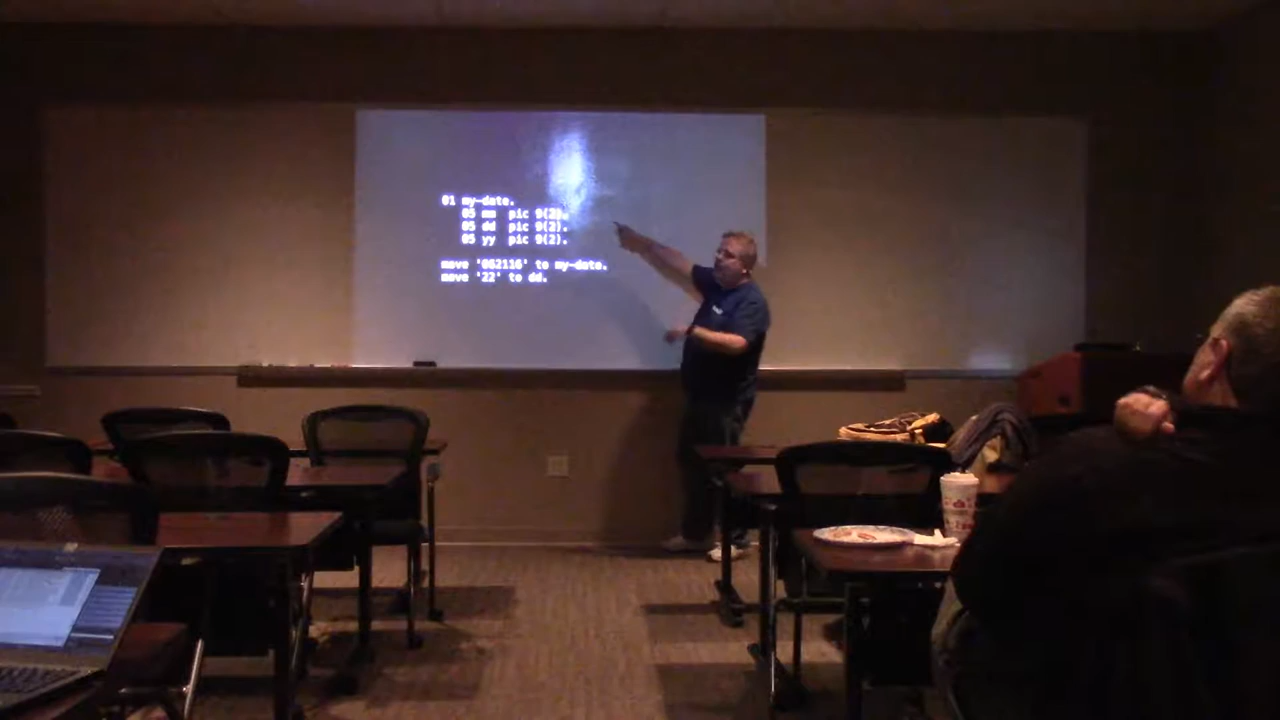 01 my-date.
05 mm pic 9(2).
05 dd pic 9(2).
05 yy pic 9(2).
move '062116' to my-date.
move '22' to dd.